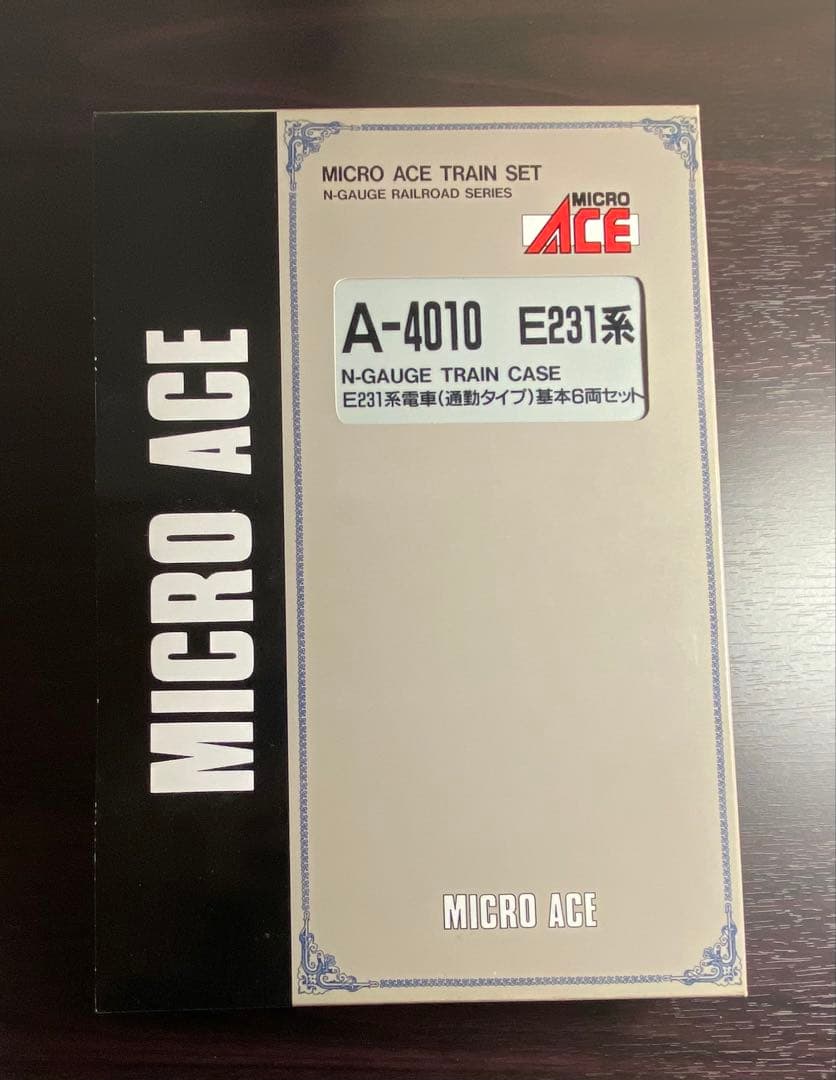 MICRO ACE
MICRO ACE TRAIN SET
N-GAUGE RAILROAD SERIES
MICRO
ACE
A-4010 E231系
N-GAUGE TRAIN CASE
E231系電車(通勤タイプ)基本6両セット
MICRO ACE